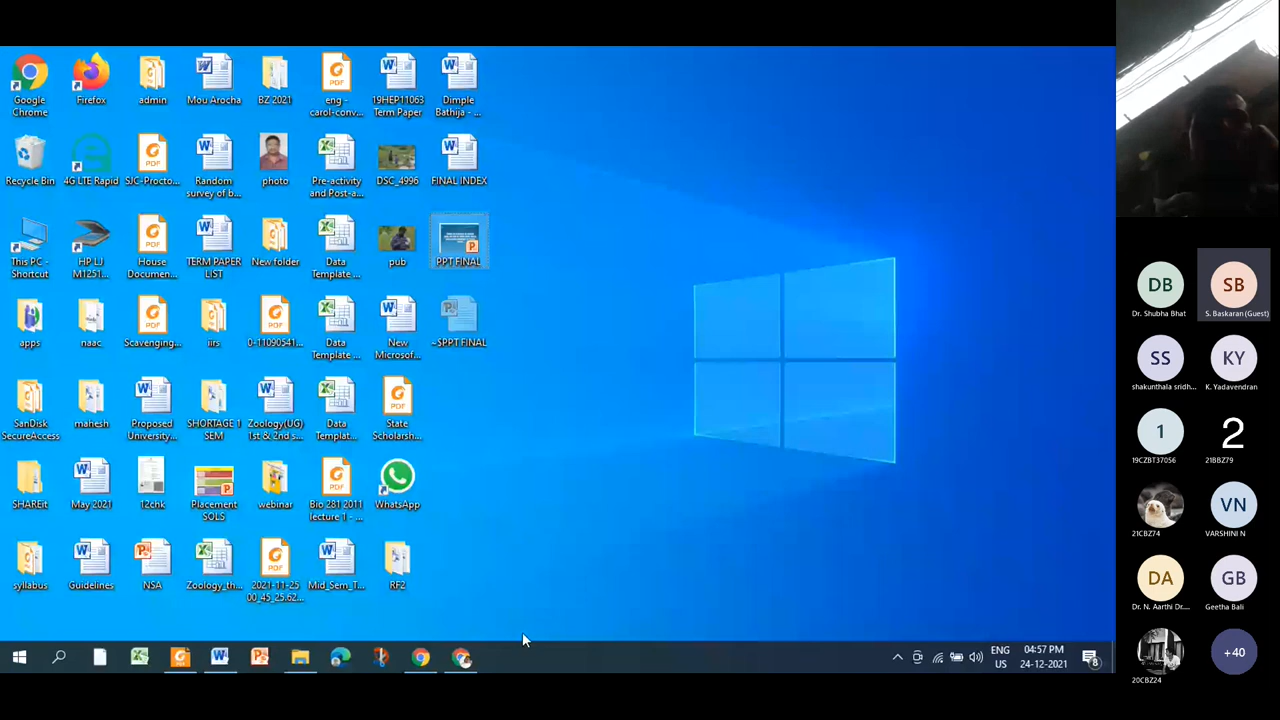 Google
Chrome
Firefox
admin
Mou Arocha
BZ 2021
eng -
carol-conv...
19HEP11063
Term Paper
Dimple
Bathija - ...
Recycle Bin
4G LTE Rapid
SJC-Procto...
Random
survey of b...
photo
Pre-activity
and Post-a...
DSC_4996
FINAL INDEX
This PC -
Shortcut
HP LJ
M1251...
House
Documen...
TERM PAPER
LIST
New folder
Data
Template ...
pub
PPT FINAL
apps
naac
Scavenging...
iirs
0-11090541...
Data
Template ...
New
Microsof...
~$PPT FINAL
SanDisk
SecureAccess
mahesh
Proposed
University...
SHORTAGE 1
SEM
Zoology(UG)
1st & 2nd s...
Data
Templat...
State
Scholarsh...
SHAREit
May 2021
12cnk
Placement
SOLS
webinar
Bio 281 2011
lecture 1 - ...
WhatsApp
syllabus
Guidelines
NSA
Zoology_th...
2021-11-25
00_45_25.62...
Mid_Sem_T...
RF2
ENG
US
04:57 PM
24-12-2021
8
DB
Dr. Shubha Bhat
SB
S. Baskaran (Guest)
SS
shakunthala sridh...
KY
K. Yadavendran
1
19CZBT37056
2
21BBZ79
21CBZ74
VN
VARSHINI N
DA
Dr. N. Aarthi Dr....
GB
Geetha Bali
20CBZ24
+40